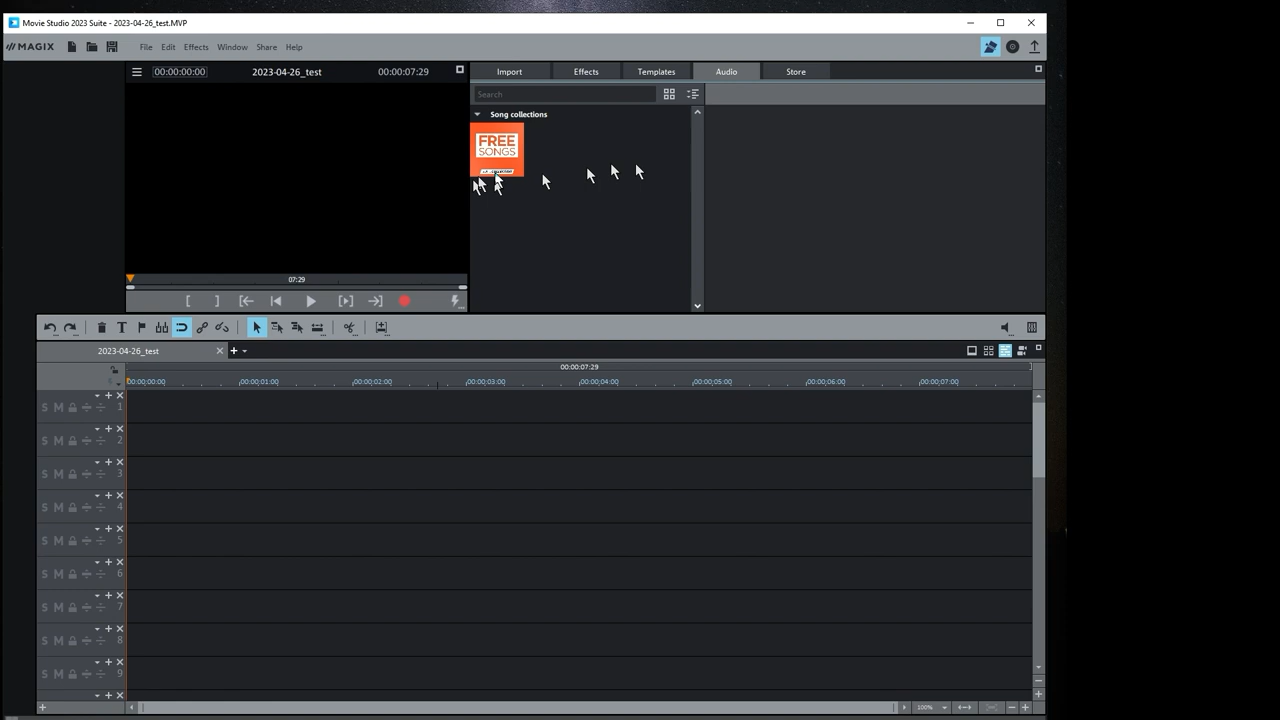 Movie Studio 2023 Suite - 2023-04-26_test.MVP
MAGIX File Edit Effects Window Share Help
00:00:00:00 2023-04-26_test 00:00:07:29
Import Effects Templates Audio Store
Search
Song collections
FREE
SONGS
07:29
2023-04-26_test
00:00:07:29
00:00:00:00 00:00:01:00 00:00:02:00 00:00:03:00 00:00:04:00 00:00:05:00 00:00:06:00 00:00:07:00
S M 1
S M 2
S M 3
S M 4
S M 5
S M 6
S M 7
S M 8
S M 9
100%